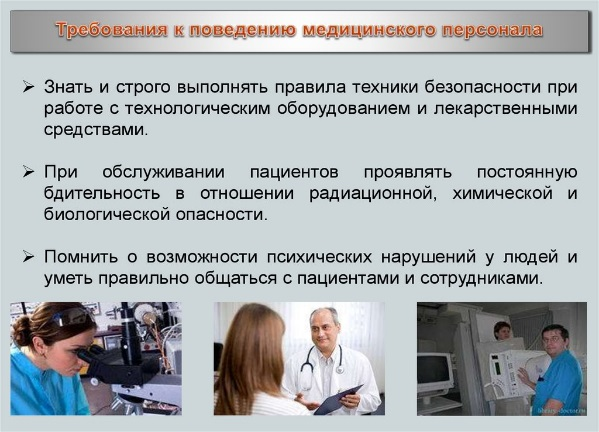 Требования к поведению медицинского персонала
➢ Знать и строго выполнять правила техники безопасности при
работе с технологическим оборудованием и лекарственными
средствами.
➢ При обслуживании пациентов проявлять постоянную
бдительность в отношении радиационной, химической и
биологической опасности.
➢ Помнить о возможности психических нарушений у людей и
уметь правильно общаться с пациентами и сотрудниками.